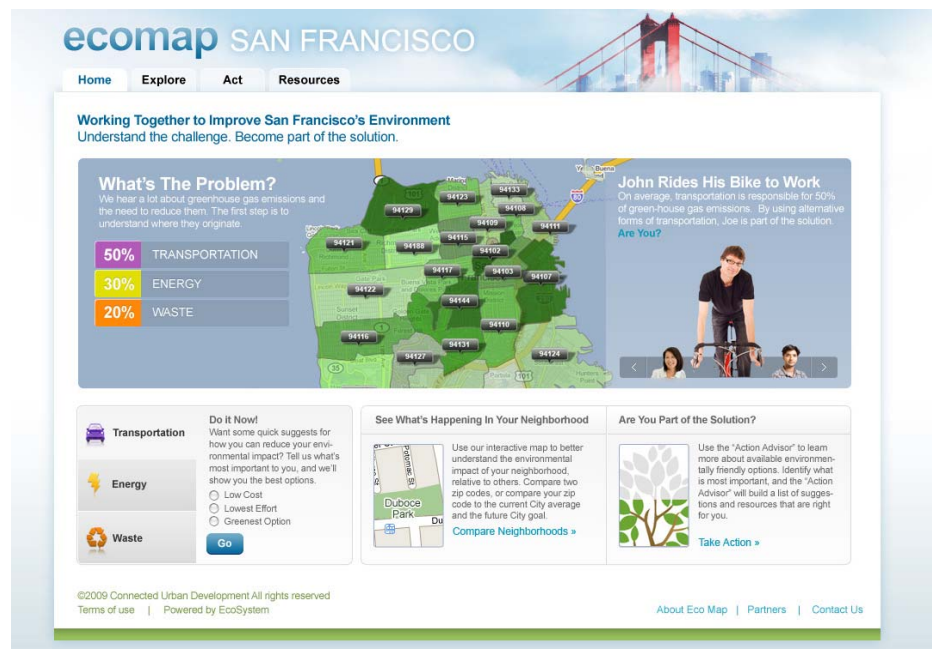 ecomap SAN FRANCISCO
Home Explore Act Resources
Working Together to Improve San Francisco's Environment
Understand the challenge. Become part of the solution.
What's The Problem?
We hear a lot about greenhouse gas emissions and
the need to reduce them. The first step is to
understand where they originate.
50% TRANSPORTATION
30% ENERGY
20% WASTE
94133
94123
94129
94108
94109
94111
94121
94115
94188
94102
94117
94103
94107
94122
94144
94110
94116
94131
94127
94124
Sunset
District
1
35
101
80
Hunters
Point
John Rides His Bike to Work
On average, transportation is responsible for 50%
of green-house gas emissions. By using alternative
forms of transportation, Joe is part of the solution.
Are You?
Transportation
Energy
Waste
Do it Now!
Want some quick suggests for
how you can reduce your envi-
ronmental impact? Tell us what's
most important to you, and we'll
show you the best options.
Low Cost
Lowest Effort
Greenest Option
Go
See What's Happening In Your Neighborhood
Potomac St
Duboce
Park
Du
Use our interactive map to better
understand the environmental
impact of your neighborhood,
relative to others. Compare two
zip codes, or compare your zip
code to the current City average
and the future City goal.
Compare Neighborhoods »
Are You Part of the Solution?
Use the "Action Advisor" to learn
more about available environmen-
tally friendly options. Identify what
is most important, and the "Action
Advisor" will build a list of sugges-
tions and resources that are right
for you.
Take Action »
©2009 Connected Urban Development All rights reserved
Terms of use | Powered by EcoSystem
About Eco Map | Partners | Contact Us